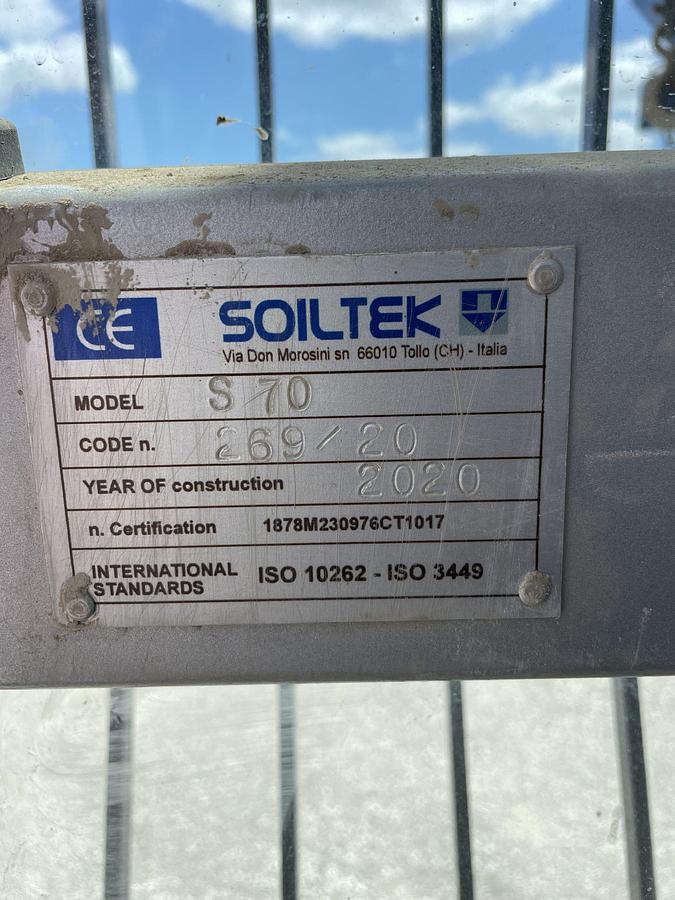 CE SOILTEK
Via Don Morosini sn 66010 Tollo (CH) - Italia
MODEL S 70
CODE n. 269/20
YEAR OF construction 2020
n. Certification 1878M230976CT1017
INTERNATIONAL STANDARDS ISO 10262 - ISO 3449